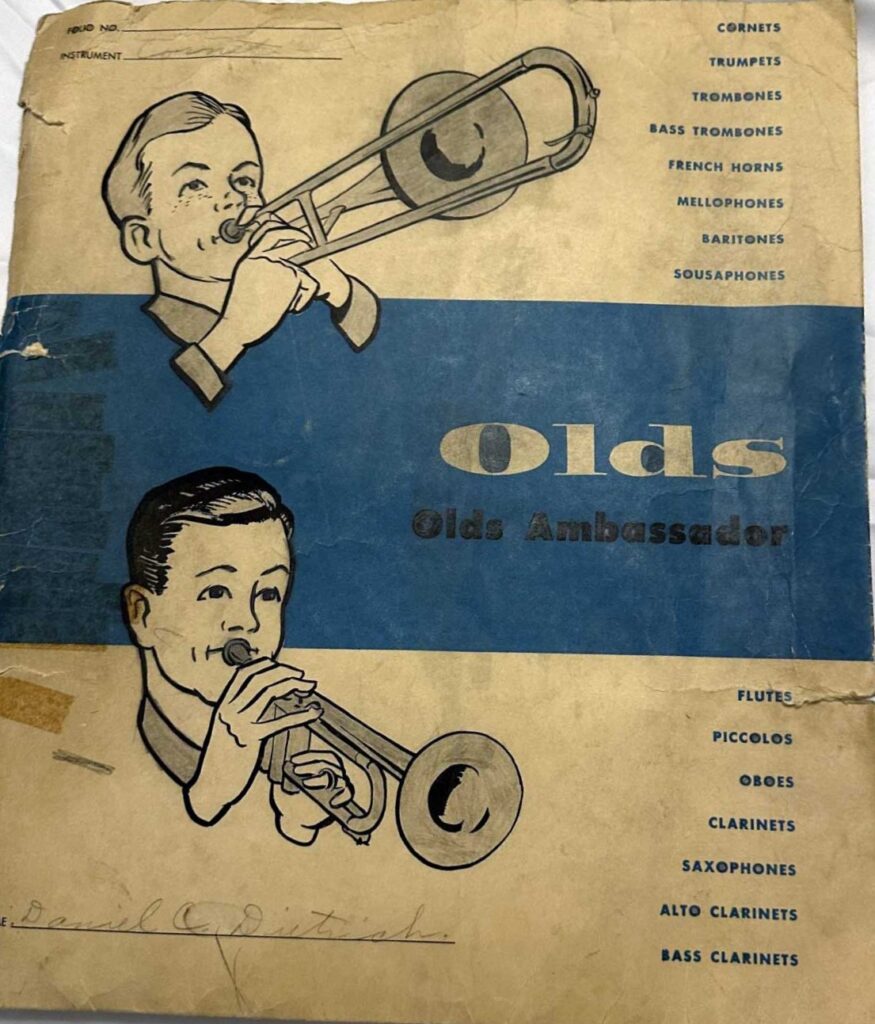 FOLIO NO.
INSTRUMENT Cornet
CORNETS
TRUMPETS
TROMBONES
BASS TROMBONES
FRENCH HORNS
MELLOPHONES
BARITONES
SOUSAPHONES
Olds
Olds Ambassador
FLUTES
PICCOLOS
OBOES
CLARINETS
SAXOPHONES
ALTO CLARINETS
BASS CLARINETS
E Daniel C. Dietrich.